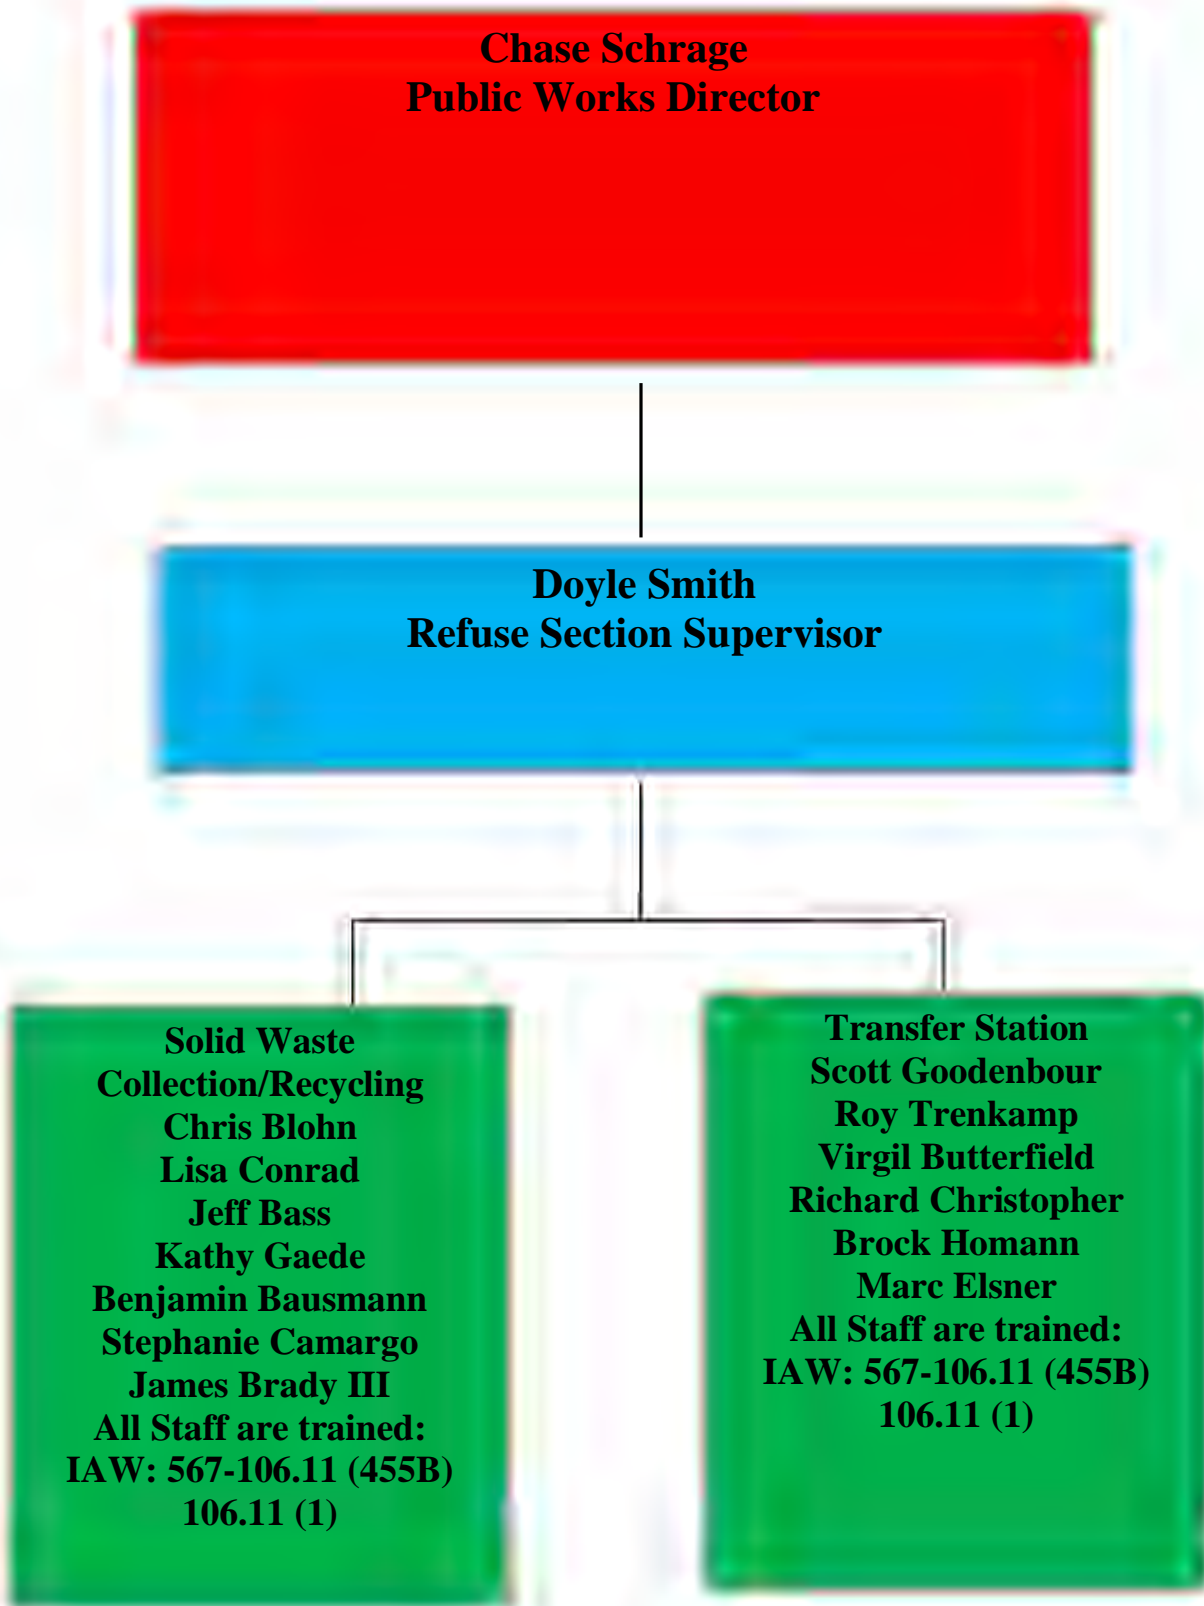 Chase Schrage
Public Works Director
Doyle Smith
Refuse Section Supervisor
Solid Waste
Collection/Recycling
Chris Blohn
Lisa Conrad
Jeff Bass
Kathy Gaede
Benjamin Bausmann
Stephanie Camargo
James Brady III
All Staff are trained:
IAW: 567-106.11 (455B)
106.11 (1)
Transfer Station
Scott Goodenbour
Roy Trenkamp
Virgil Butterfield
Richard Christopher
Brock Homann
Marc Elsner
All Staff are trained:
IAW: 567-106.11 (455B)
106.11 (1)